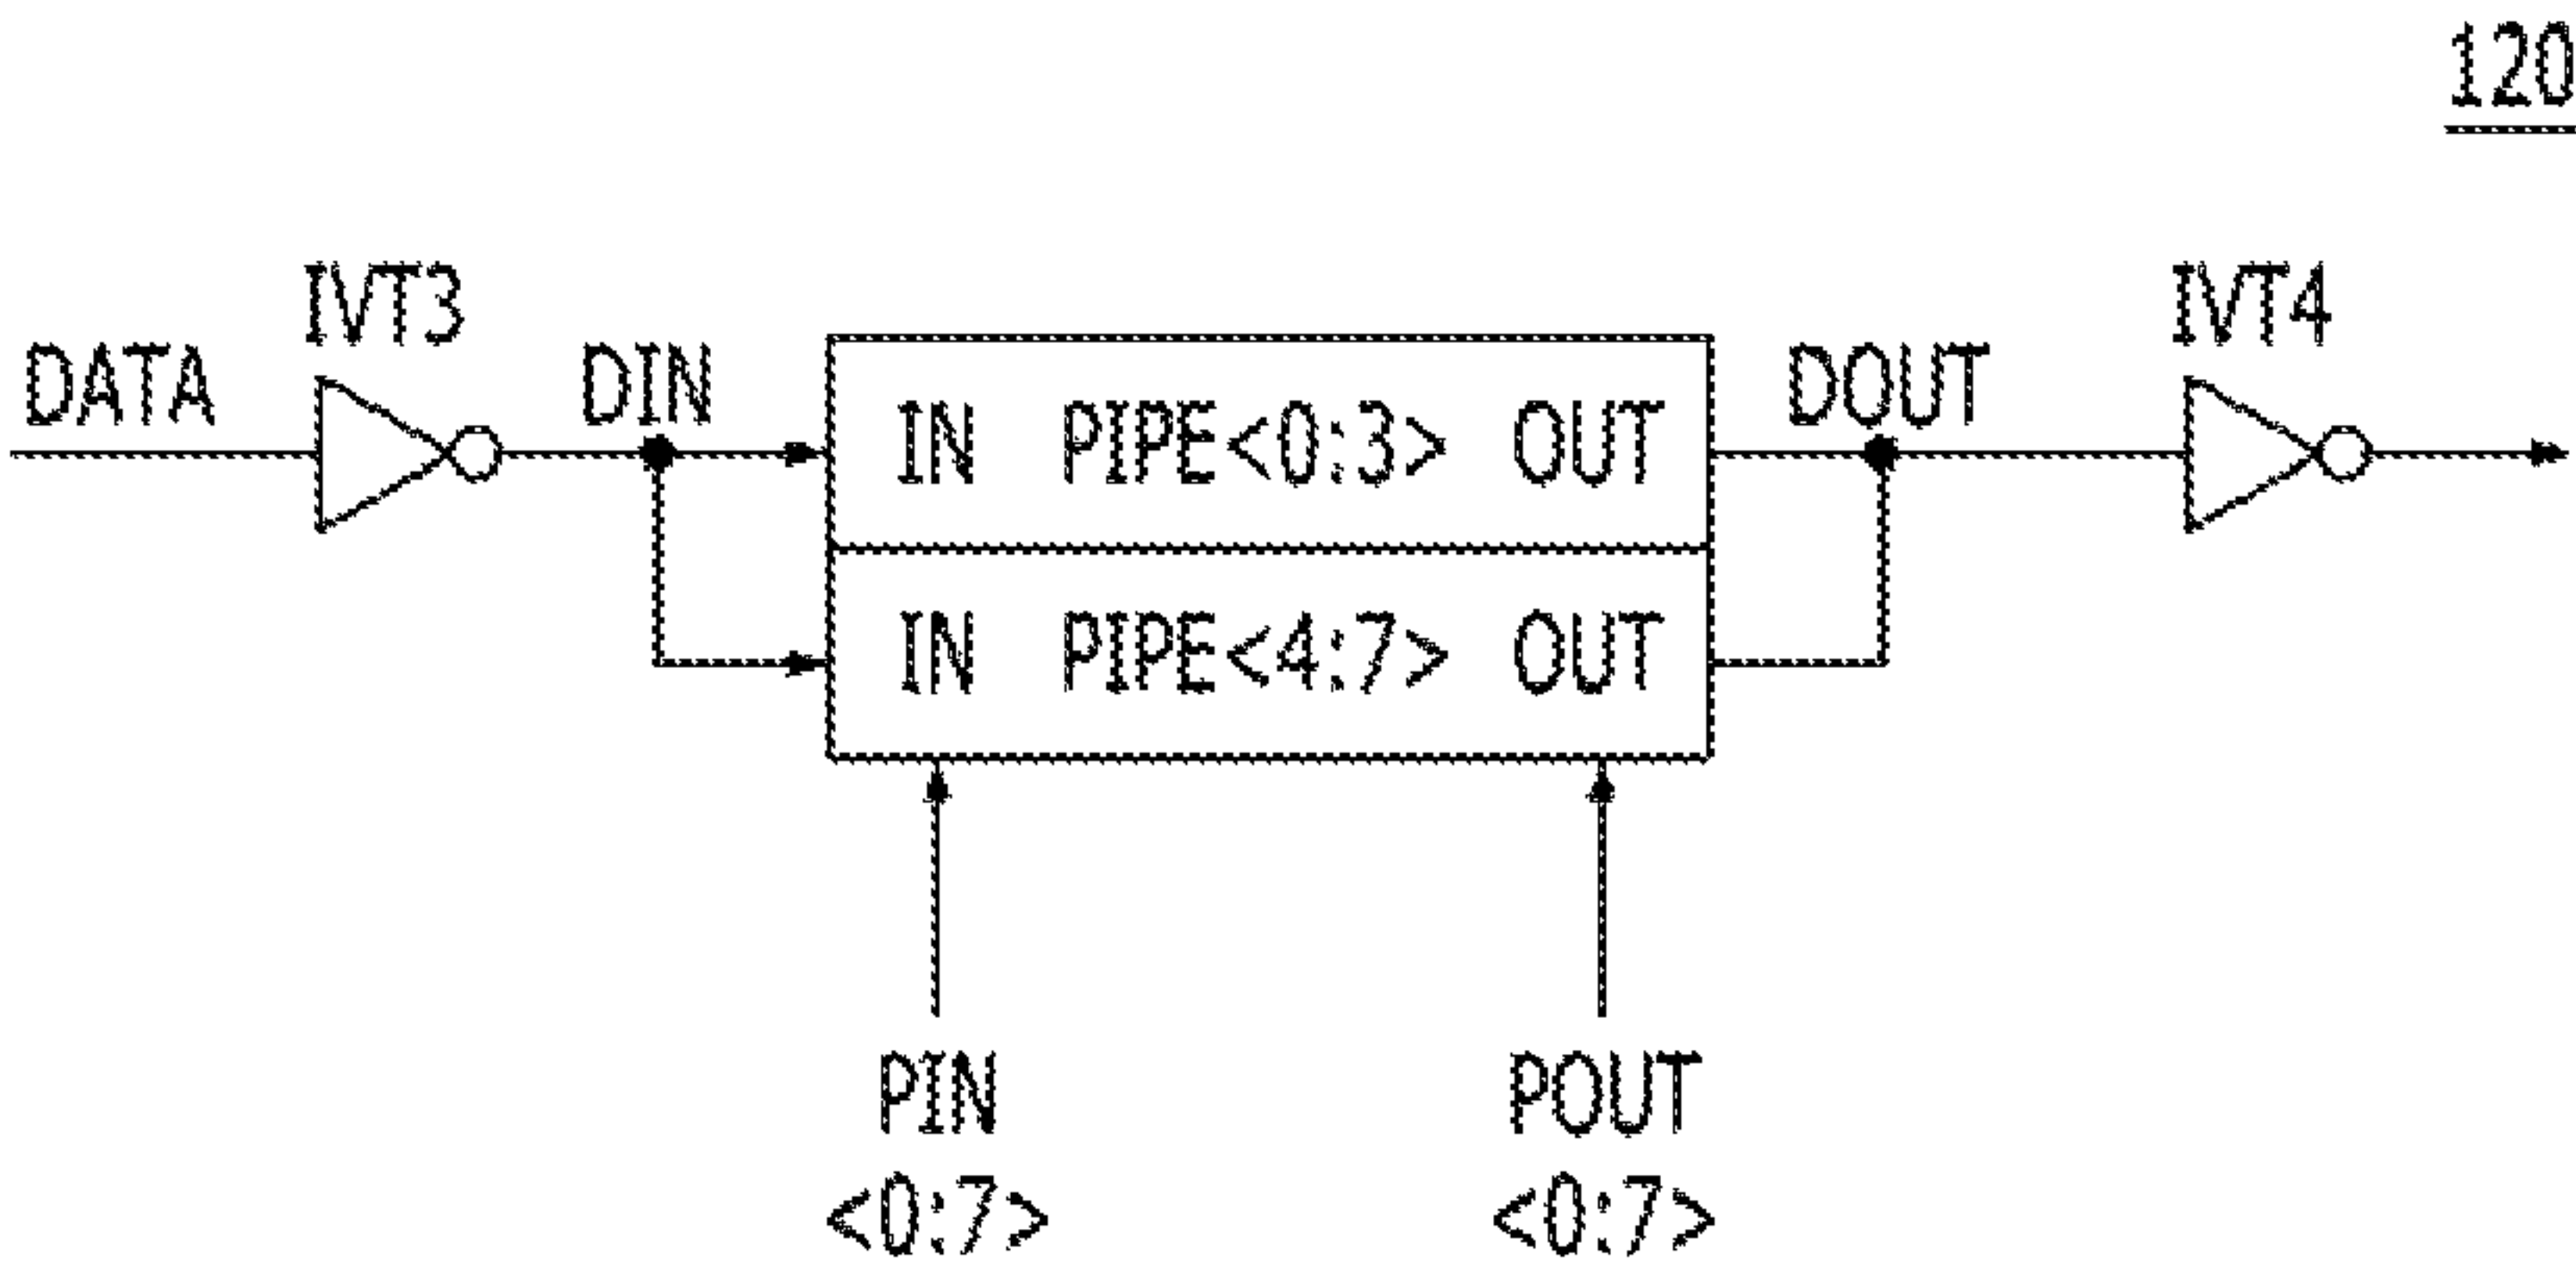 120
IVT3
IVT4
DATA
DIN
DOUT
IN PIPE<0:3> OUT
IN PIPE<4:7> OUT
PIN
<0:7>
POUT
<0:7>